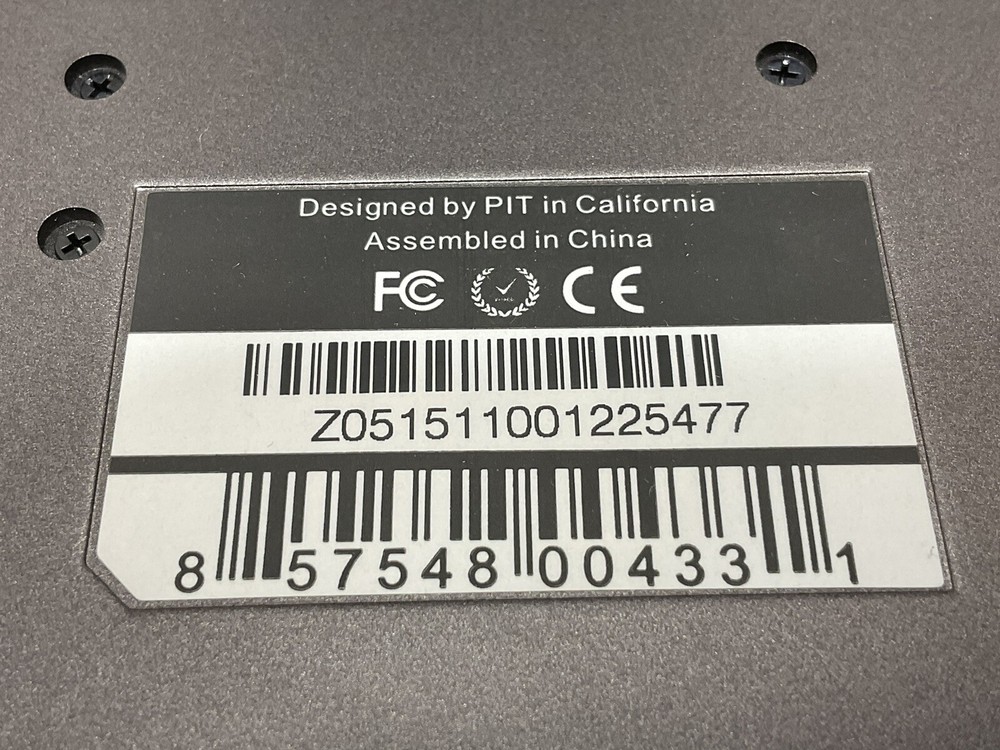 Designed by PIT in California
Assembled in China
FC CE
Z051511001225477
8 57548 00433 1